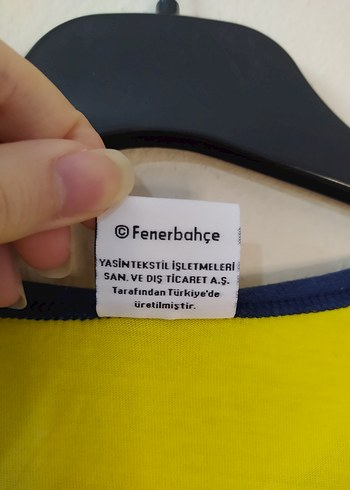 © Fenerbahçe
YASİNTEKSTİL İŞLETMELERİ
SAN. VE DIŞ TİCARET A.Ş.
Tarafından Türkiye'de
üretilmiştir.